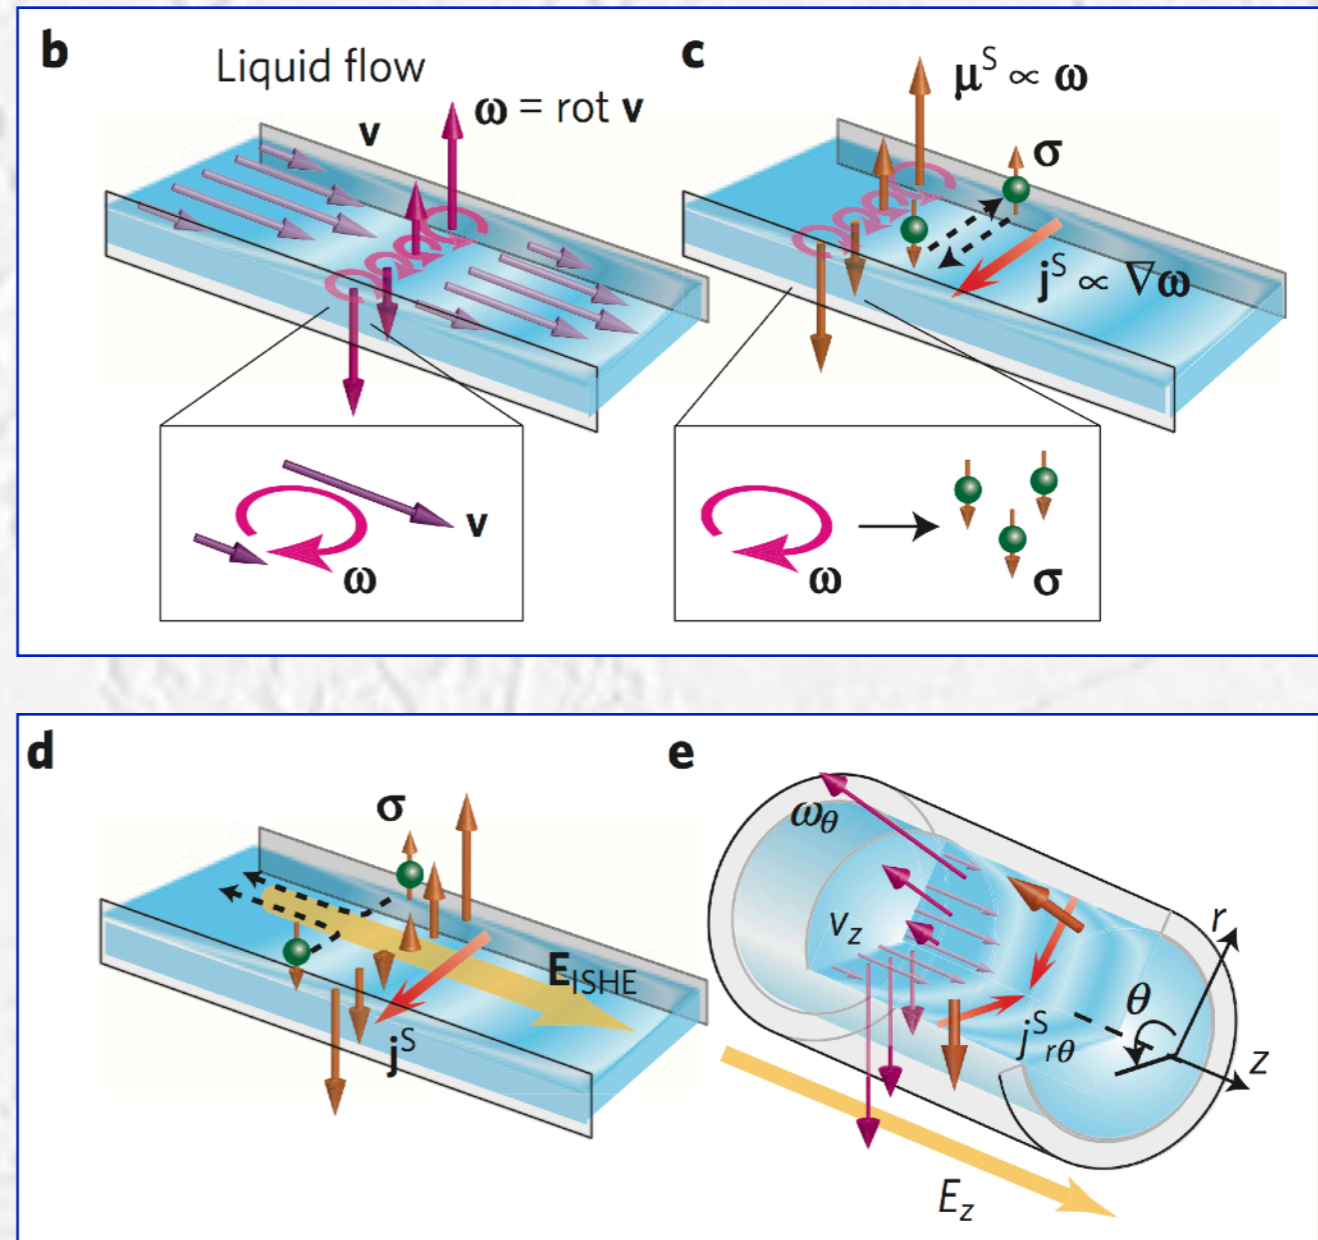 b
Liquid flow
v
ω = rot v
v
ω
c
μ^S ∝ ω
σ
j^S ∝ ∇ω
ω
σ
d
σ
E_ISHE
j^S
e
ω_θ
v_z
r
θ
j^S_rθ
z
E_z